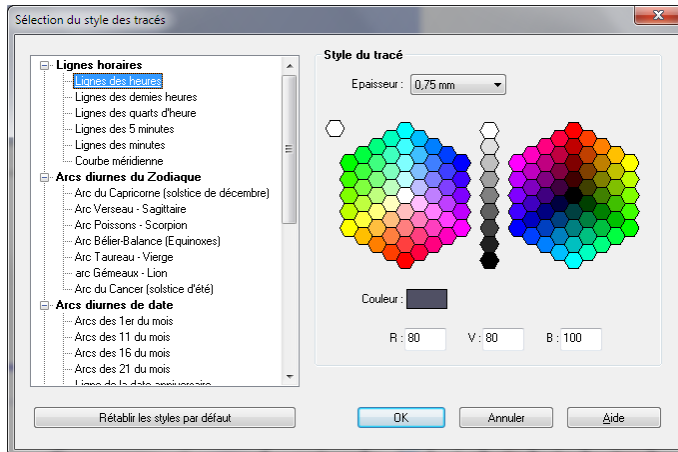 Sélection du style des tracés
Lignes horaires
Lignes des heures
Lignes des demies heures
Lignes des quarts d'heure
Lignes des 5 minutes
Lignes des minutes
Courbe méridienne
Arcs diurnes du Zodiaque
Arc du Capricorne (solstice de décembre)
Arc Verseau - Sagittaire
Arc Poissons - Scorpion
Arc Bélier-Balance (Equinoxes)
Arc Taureau - Vierge
arc Gémeaux - Lion
Arc du Cancer (solstice d'été)
Arcs diurnes de date
Arcs des 1er du mois
Arcs des 11 du mois
Arcs des 16 du mois
Arcs des 21 du mois
Ligne de la date anniversaire
Style du tracé
Epaisseur : 0,75 mm
Couleur :
R : 80 V : 80 B : 100
Rétablir les styles par défaut
OK Annuler Aide